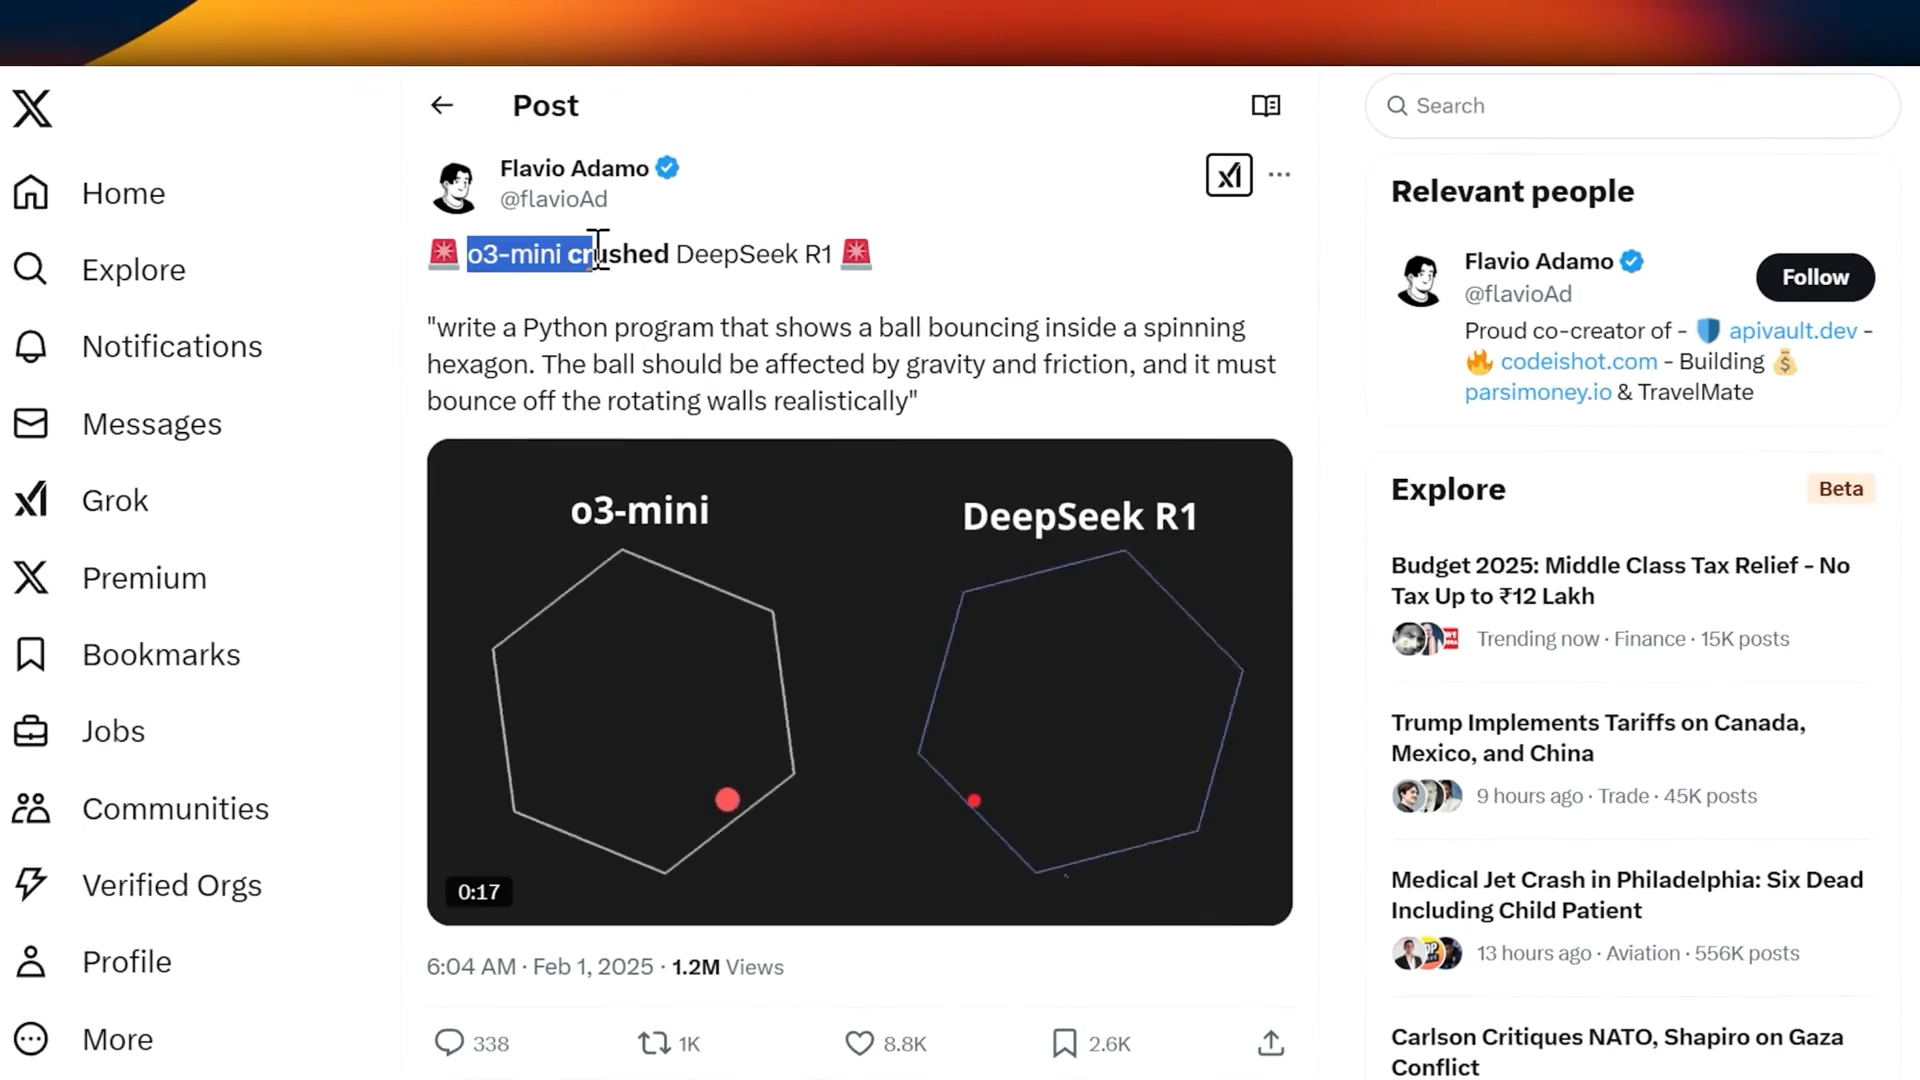 Home
Explore
Notifications
Messages
Grok
Premium
Bookmarks
Jobs
Communities
Verified Orgs
Profile
More
Post
Flavio Adamo
@flavioAd
🚨 o3-mini crushed DeepSeek R1 🚨
"write a Python program that shows a ball bouncing inside a spinning
hexagon. The ball should be affected by gravity and friction, and it must
bounce off the rotating walls realistically"
o3-mini
DeepSeek R1
0:17
6:04 AM · Feb 1, 2025 · 1.2M Views
338
1K
8.8K
2.6K
Search
Relevant people
Flavio Adamo
@flavioAd
Follow
Proud co-creator of - 🛡️ apivault.dev -
🔥 codeishot.com - Building 💰
parsimoney.io & TravelMate
Explore
Beta
Budget 2025: Middle Class Tax Relief - No
Tax Up to ₹12 Lakh
Trending now · Finance · 15K posts
Trump Implements Tariffs on Canada,
Mexico, and China
9 hours ago · Trade · 45K posts
Medical Jet Crash in Philadelphia: Six Dead
Including Child Patient
13 hours ago · Aviation · 556K posts
Carlson Critiques NATO, Shapiro on Gaza
Conflict